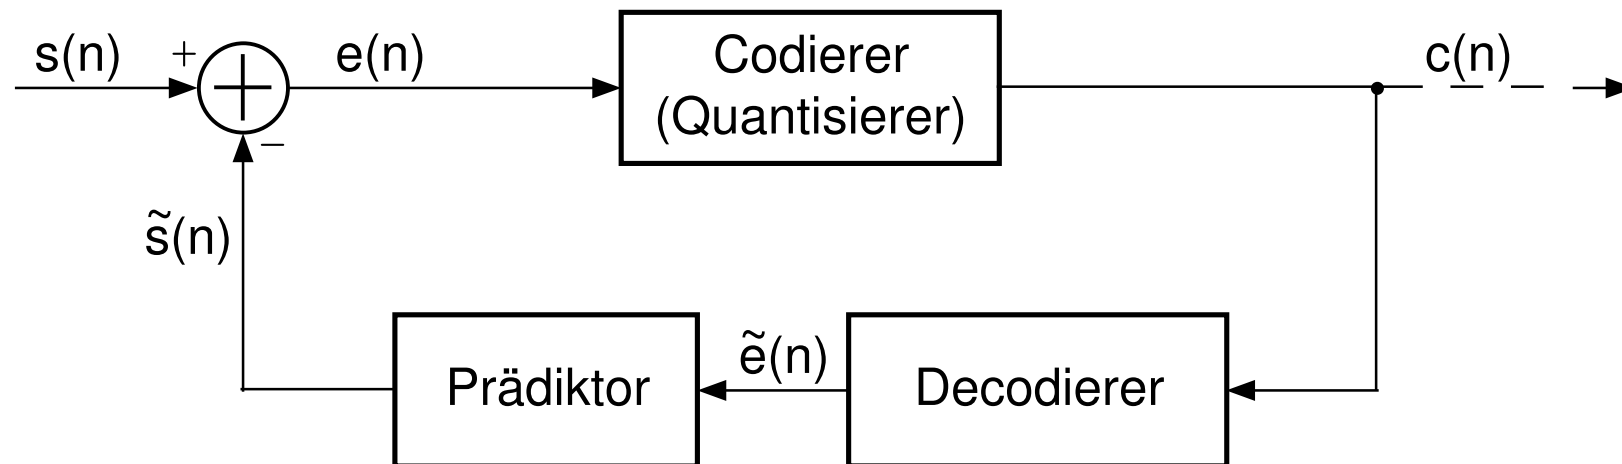 s(n)
+
e(n)
Codierer
(Quantisierer)
c(n)
−
s̃(n)
Prädiktor
ẽ(n)
Decodierer